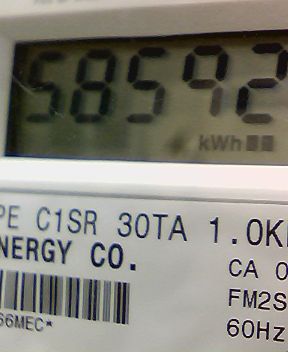 58592
kWh
PE C1SR 30TA 1.0K
NERGY CO.
CA 0
FM2S
66MEC*
60Hz